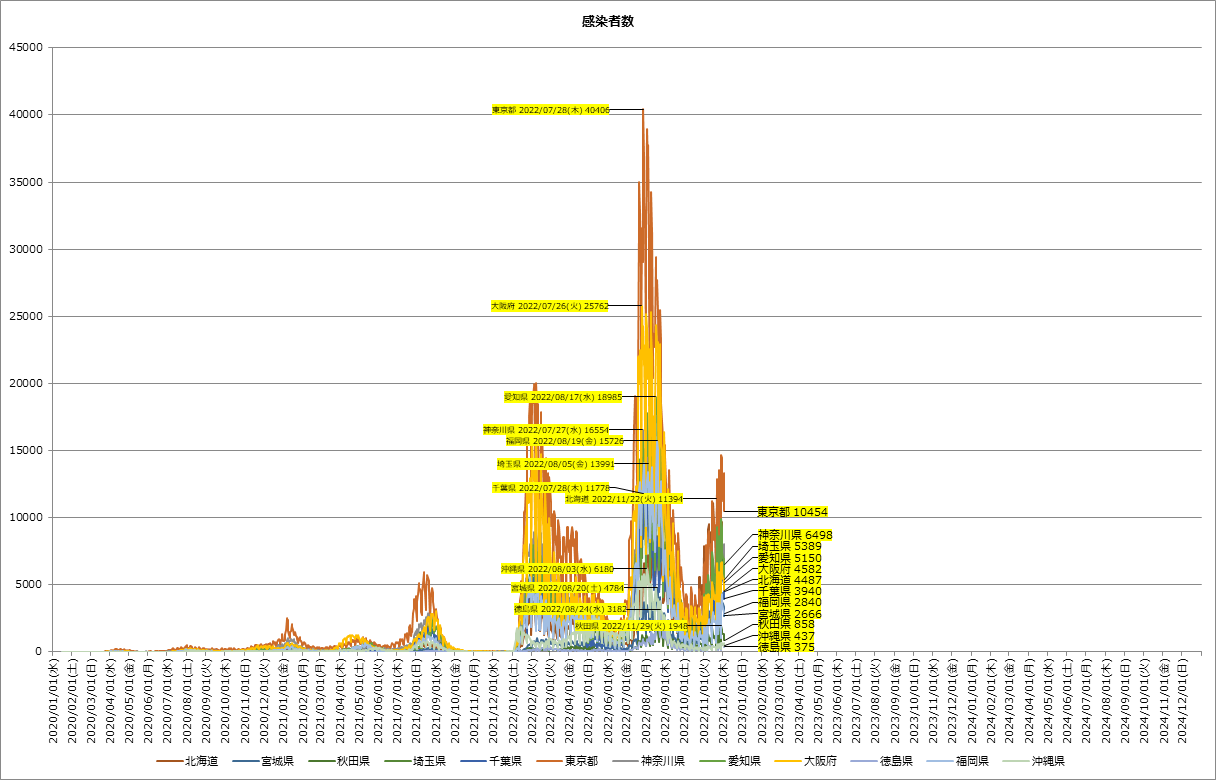 感染者数
45000
40000
35000
30000
25000
20000
15000
10000
5000
0
東京都 2022/07/28(木) 40406
大阪府 2022/07/26(火) 25762
愛知県 2022/08/17(水) 18985
神奈川県 2022/07/27(水) 16554
福岡県 2022/08/19(金) 15726
埼玉県 2022/08/05(金) 13991
千葉県 2022/07/28(木) 11778
北海道 2022/11/22(火) 11394
沖縄県 2022/08/03(水) 6180
宮城県 2022/08/20(土) 4784
徳島県 2022/08/24(水) 3182
秋田県 2022/11/29(火) 1948
東京都 10454
神奈川県 6498
埼玉県 5389
愛知県 5150
大阪府 4582
北海道 4487
千葉県 3940
福岡県 2840
宮城県 2666
秋田県 858
沖縄県 437
徳島県 375
2020/01/01(水)
2020/02/01(土)
2020/03/01(日)
2020/04/01(水)
2020/05/01(金)
2020/06/01(月)
2020/07/01(水)
2020/08/01(土)
2020/09/01(火)
2020/10/01(木)
2020/11/01(日)
2020/12/01(火)
2021/01/01(金)
2021/02/01(月)
2021/03/01(月)
2021/04/01(木)
2021/05/01(土)
2021/06/01(火)
2021/07/01(木)
2021/08/01(日)
2021/09/01(水)
2021/10/01(金)
2021/11/01(月)
2021/12/01(水)
2022/01/01(土)
2022/02/01(火)
2022/03/01(火)
2022/04/01(金)
2022/05/01(日)
2022/06/01(水)
2022/07/01(金)
2022/08/01(月)
2022/09/01(木)
2022/10/01(土)
2022/11/01(火)
2022/12/01(木)
2023/01/01(日)
2023/02/01(水)
2023/03/01(水)
2023/04/01(土)
2023/05/01(月)
2023/06/01(木)
2023/07/01(土)
2023/08/01(火)
2023/09/01(金)
2023/10/01(日)
2023/11/01(水)
2023/12/01(金)
2024/01/01(月)
2024/02/01(木)
2024/03/01(金)
2024/04/01(月)
2024/05/01(水)
2024/06/01(土)
2024/07/01(月)
2024/08/01(木)
2024/09/01(日)
2024/10/01(火)
2024/11/01(金)
2024/12/01(日)
北海道 宮城県 秋田県 埼玉県 千葉県 東京都 神奈川県 愛知県 大阪府 徳島県 福岡県 沖縄県